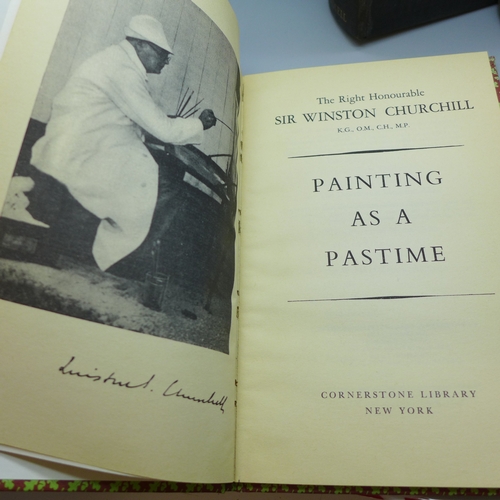 Winston S. Churchill
The Right Honourable
SIR WINSTON CHURCHILL
K.G., O.M., C.H., M.P.
PAINTING
AS A
PASTIME
CORNERSTONE LIBRARY
NEW YORK